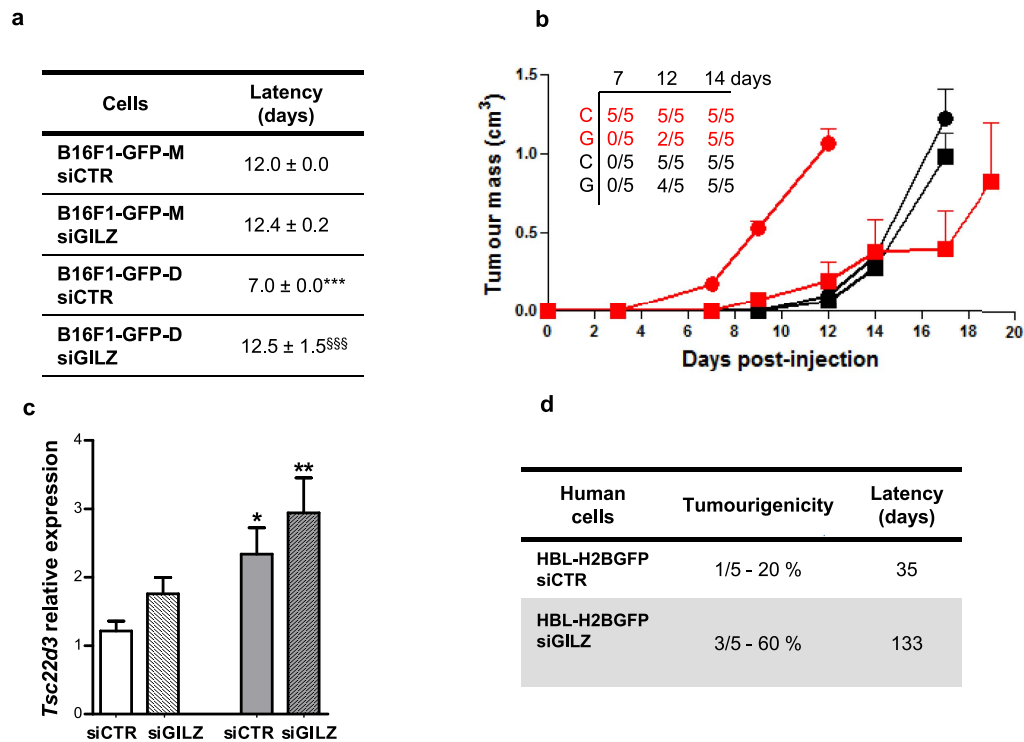 a
Cells Latency
(days)
B16F1-GFP-M
siCTR 12.0 ± 0.0
B16F1-GFP-M
siGILZ 12.4 ± 0.2
B16F1-GFP-D
siCTR 7.0 ± 0.0***
B16F1-GFP-D
siGILZ 12.5 ± 1.5§§§
b
Tumour mass (cm³)
1.5
1.0
0.5
0.0
7 12 14 days
C 5/5 5/5 5/5
G 0/5 2/5 5/5
C 0/5 5/5 5/5
G 0/5 4/5 5/5
0 2 4 6 8 10 12 14 16 18 20
Days post-injection
c
Tsc22d3 relative expression
4
3
2
1
0
* **
siCTR siGILZ siCTR siGILZ
d
Human
cells Tumourigenicity Latency
(days)
HBL-H2BGFP
siCTR 1/5 - 20 % 35
HBL-H2BGFP
siGILZ 3/5 - 60 % 133